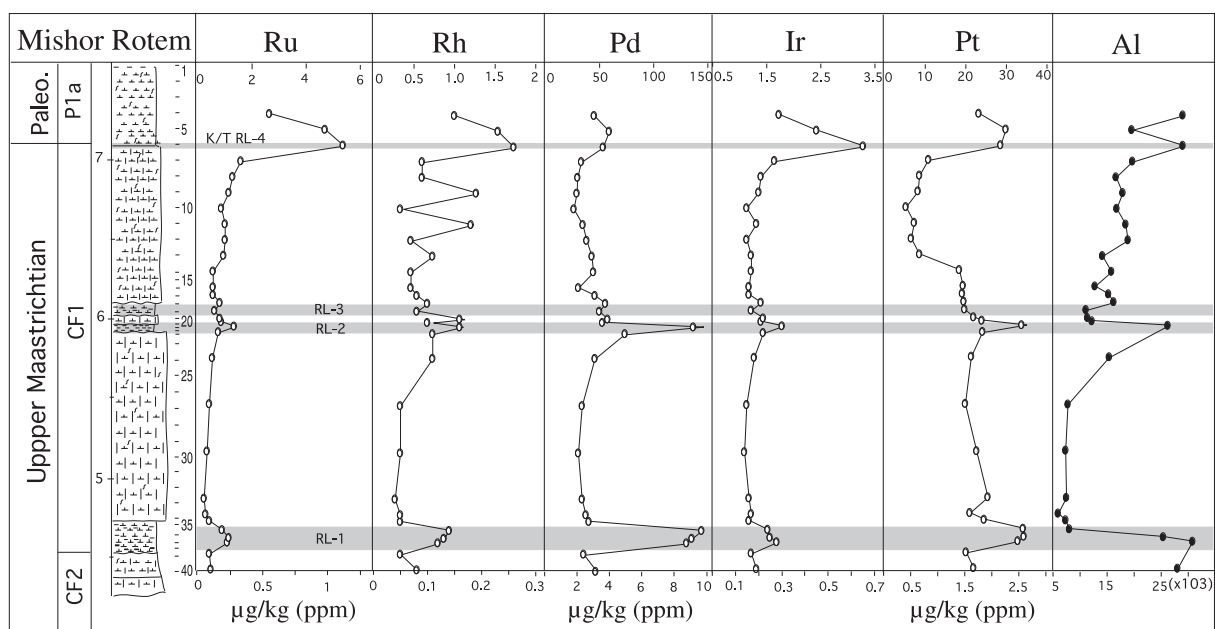 Mishor Rotem Ru Rh Pd Ir Pt Al
0 2 4 6 0 0.5 1.0 1.5 2 0 50 100 150 0.5 1.5 2.5 3.5 0 10 20 30 40
Paleo. P1a
Uppper Maastrichtian CF1 CF2
7
6
5
1
5
10
15
20
25
30
35
40
K/T RL-4
RL-3
RL-2
RL-1
0 0.5 1.0 0 0.1 0.2 0.3 2 4 6 8 10 0.1 0.3 0.5 0.7 0.5 1.5 2.5 5 15 25 (x103)
µg/kg (ppm) µg/kg (ppm) µg/kg (ppm) µg/kg (ppm) µg/kg (ppm)